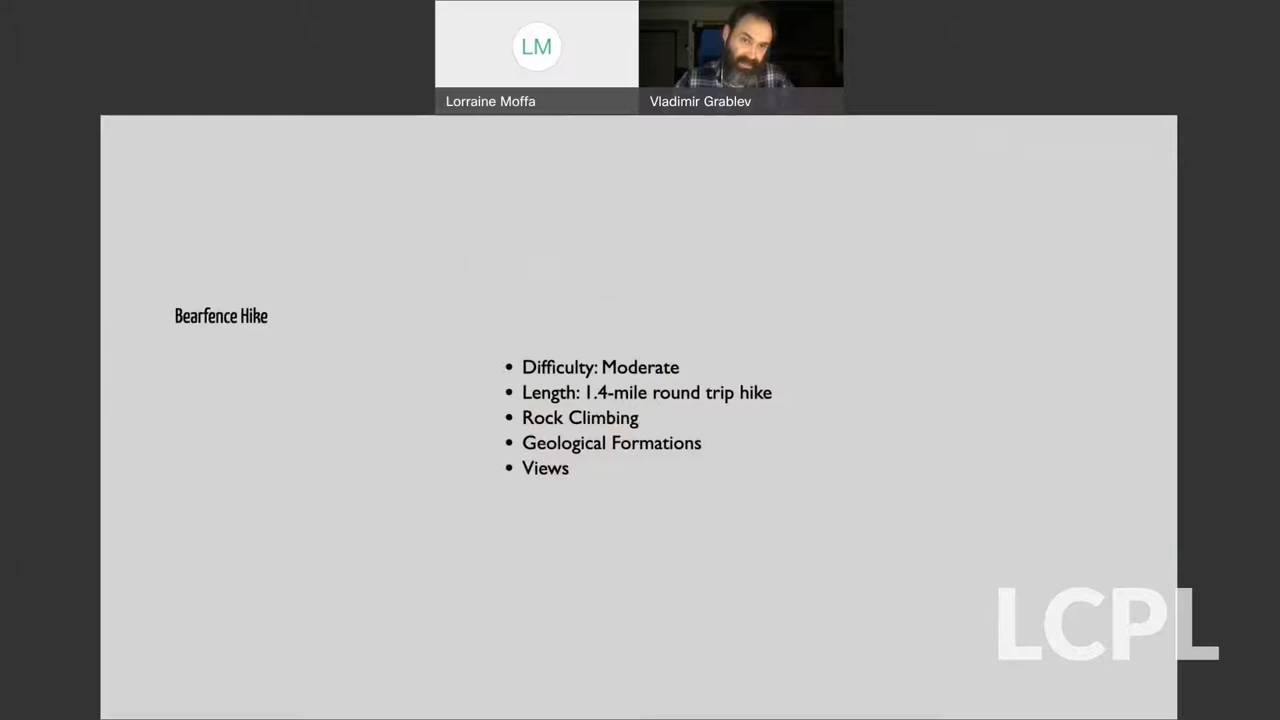 LM
Lorraine Moffa
Vladimir Grablev
Bearfence Hike
• Difficulty: Moderate
• Length: 1.4-mile round trip hike
• Rock Climbing
• Geological Formations
• Views
LCPL